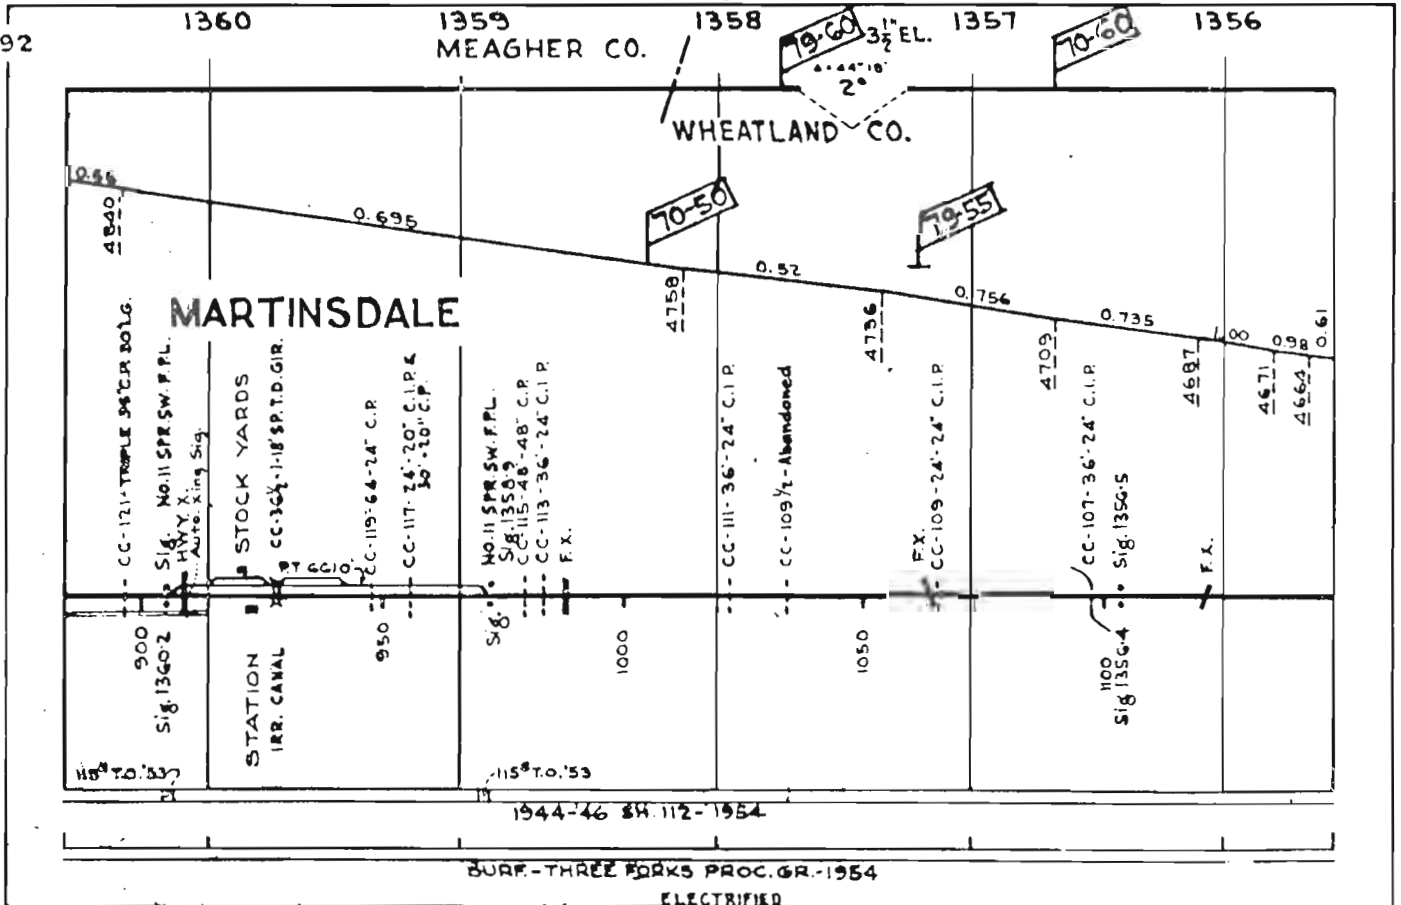 92
1360
1359
1358
1357
1356
MEAGHER CO.
79-60
3½" EL.
70-60
2°
WHEATLAND CO.
0.56
4840
0.695
70-50
79-55
4758
0.52
4736
0.756
4709
0.735
4687
1.00
4671
0.98
4664
0.61
MARTINSDALE
Sig. No.11 SPR.SW. F.P.L.
HWY. X.
Auto. Xing Sig.
STOCK YARDS
CC-36½-1-18' SP. T.D. GIR.
P.T. 6610'
CC-119-64-24" C.P.
CC-117-24'-20" C.I.P. &
30'-20" C.P.
No.11 SPR.SW. F.P.L.
Sig. 1358.9
CC-115-48'-48" C.P.
CC-113-36'-24" C.I.P.
F.X.
CC-111-36'-24" C.I.P.
CC-109½-Abandoned
F.X.
CC-109-24'-24" C.I.P.
CC-107-36'-24" C.I.P.
Sig. 1356.5
F.X.
900
Sig. 1360.2
STATION
IRR. CANAL
950
Sig.
1000
1050
1100
Sig. 1356.4
115# T.O. '53
115# T.O. '53
1944-'46 SH. 112-'1954
-THREE FORKS PROC. GR.-1954
ELECTRIFIED